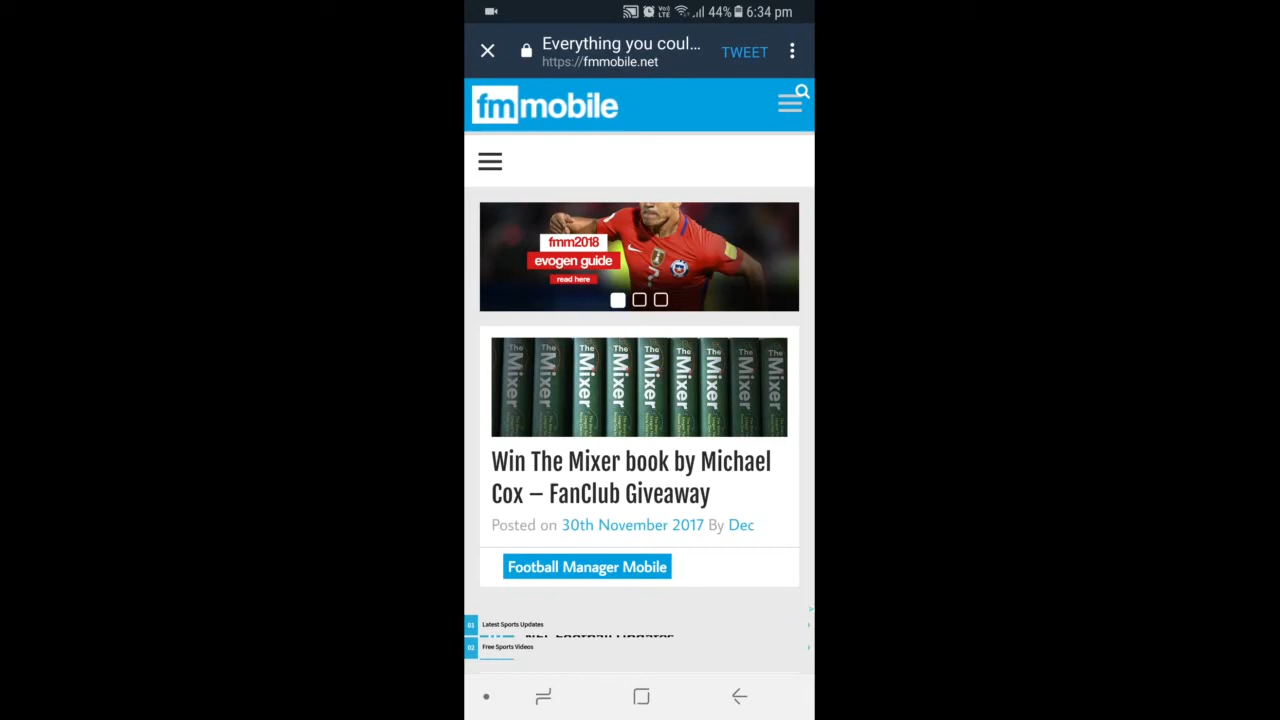 Vo) LTE 44% 6:34 pm
Everything you coul...
https://fmmobile.net
TWEET
fmmobile
fmm2018
evogen guide
read here
The Mixer The Mixer The Mixer The Mixer The Mixer The Mixer The Mixer The Mixer The Mixer
Win The Mixer book by Michael
Cox – FanClub Giveaway
Posted on 30th November 2017 By Dec
Football Manager Mobile
01 Latest Sports Updates
02 Free Sports Videos